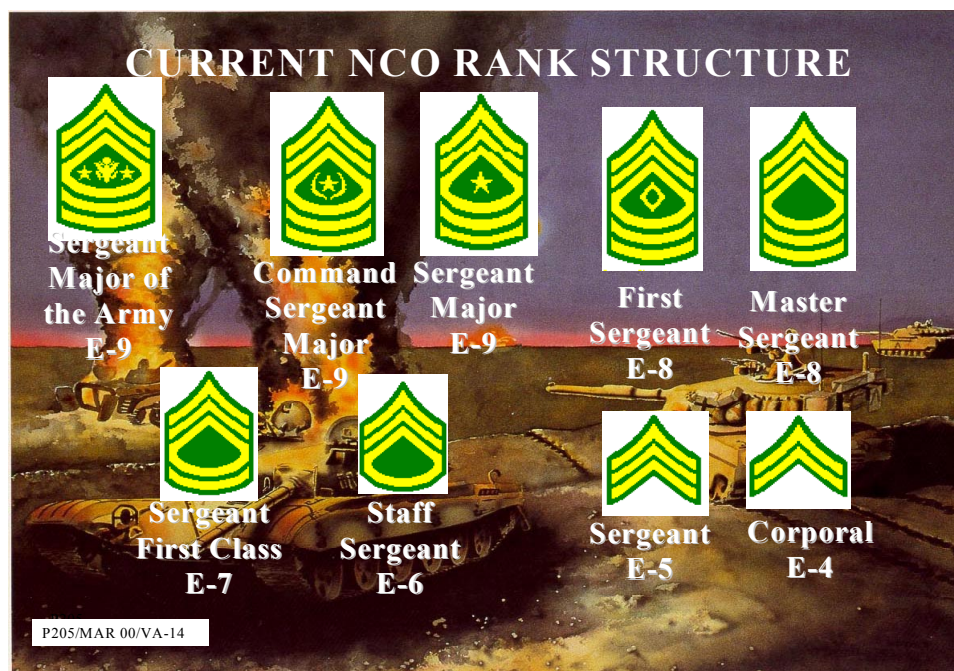 CURRENT NCO RANK STRUCTURE
Sergeant
Major of
the Army
E-9
Command
Sergeant
Major
E-9
Sergeant
Major
E-9
First
Sergeant
E-8
Master
Sergeant
E-8
Sergeant
First Class
E-7
Staff
Sergeant
E-6
Sergeant
E-5
Corporal
E-4
P205/MAR 00/VA-14